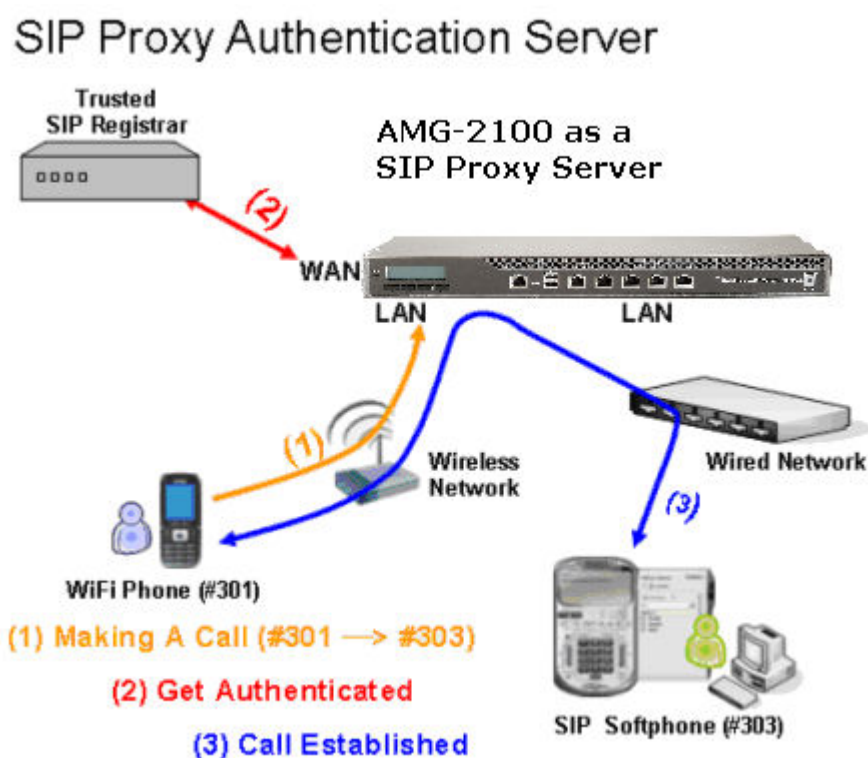 SIP Proxy Authentication Server
Trusted
SIP Registrar
AMG-2100 as a
SIP Proxy Server
(2)
WAN
LAN
LAN
(1)
Wireless
Network
Wired Network
(3)
WiFi Phone (#301)
(1) Making A Call (#301 —> #303)
(2) Get Authenticated
SIP Softphone (#303)
(3) Call Established